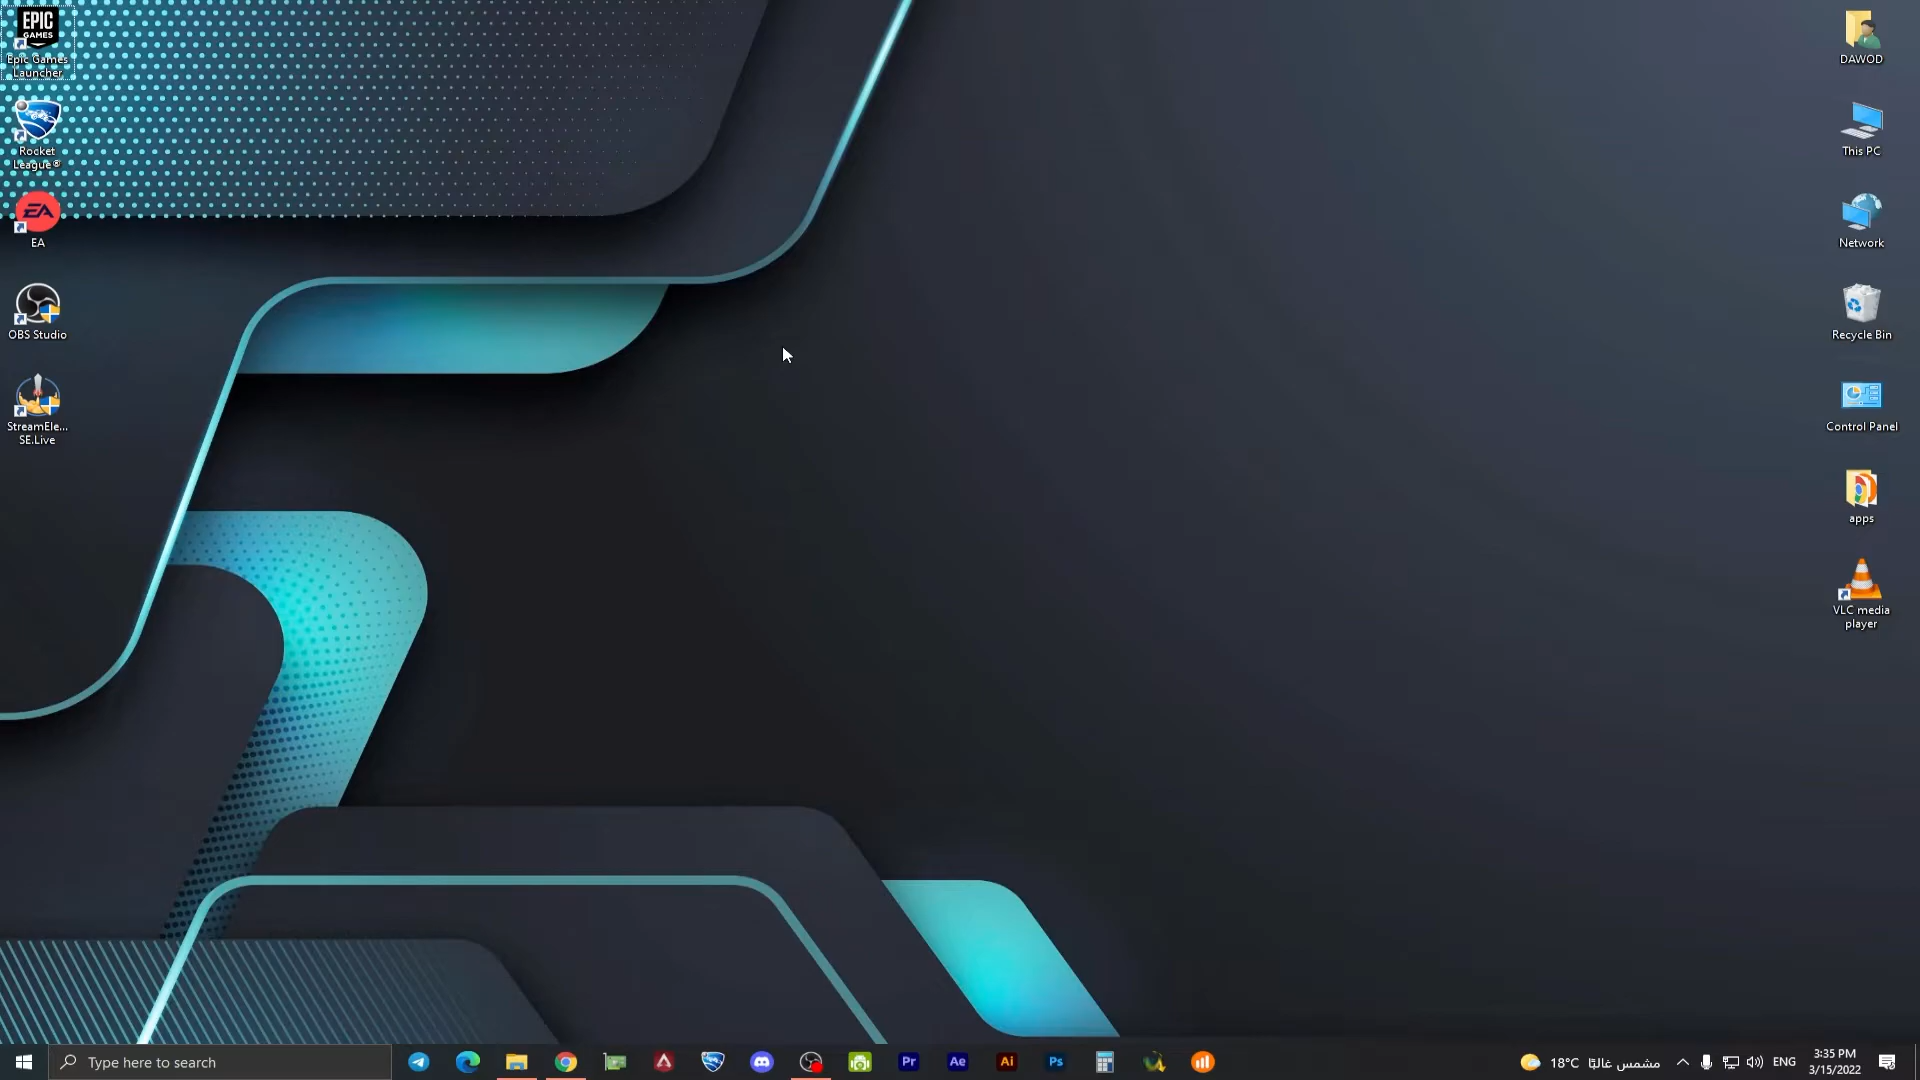 EPIC
GAMES
Epic Games
Launcher
Rocket
League®
EA
EA
OBS Studio
StreamEle...
SE.Live
DAWOD
This PC
Network
Recycle Bin
Control Panel
apps
VLC media
player
Type here to search
Pr
Ae
Ai
Ps
18°C مشمس غالبًا
ENG
3:35 PM
3/15/2022